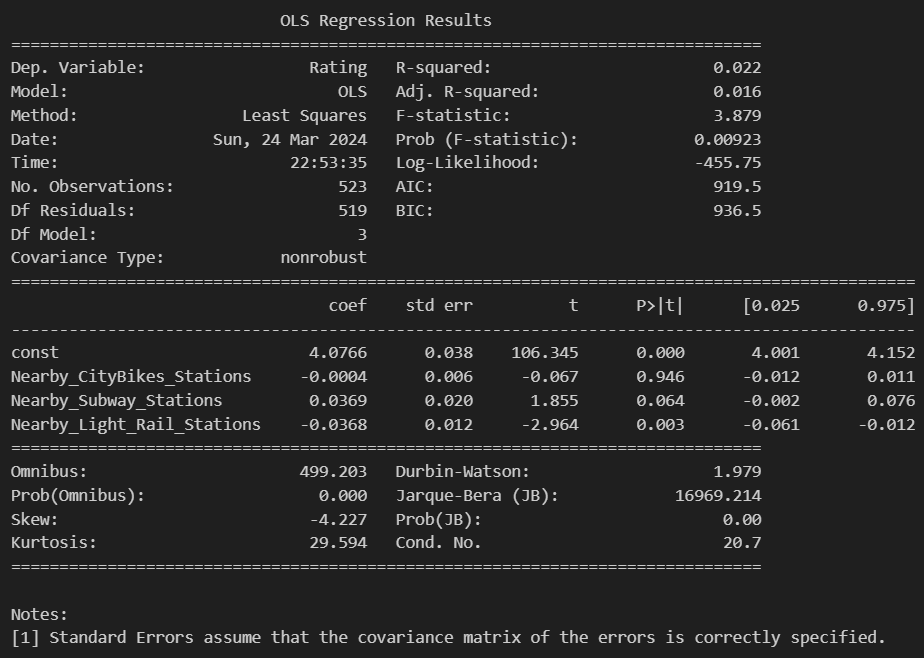 OLS Regression Results
==============================================================================
Dep. Variable:                 Rating   R-squared:                       0.022
Model:                            OLS   Adj. R-squared:                  0.016
Method:                 Least Squares   F-statistic:                     3.879
Date:                Sun, 24 Mar 2024   Prob (F-statistic):            0.00923
Time:                        22:53:35   Log-Likelihood:                -455.75
No. Observations:                 523   AIC:                             919.5
Df Residuals:                     519   BIC:                             936.5
Df Model:                           3
Covariance Type:            nonrobust
==============================================================================================
                                 coef    std err          t      P>|t|      [0.025      0.975]
----------------------------------------------------------------------------------------------
const                          4.0766      0.038    106.345      0.000       4.001       4.152
Nearby_CityBikes_Stations     -0.0004      0.006     -0.067      0.946      -0.012       0.011
Nearby_Subway_Stations         0.0369      0.020      1.855      0.064      -0.002       0.076
Nearby_Light_Rail_Stations    -0.0368      0.012     -2.964      0.003      -0.061      -0.012
==============================================================================
Omnibus:                      499.203   Durbin-Watson:                   1.979
Prob(Omnibus):                  0.000   Jarque-Bera (JB):            16969.214
Skew:                          -4.227   Prob(JB):                         0.00
Kurtosis:                      29.594   Cond. No.                         20.7
==============================================================================
Notes:
[1] Standard Errors assume that the covariance matrix of the errors is correctly specified.